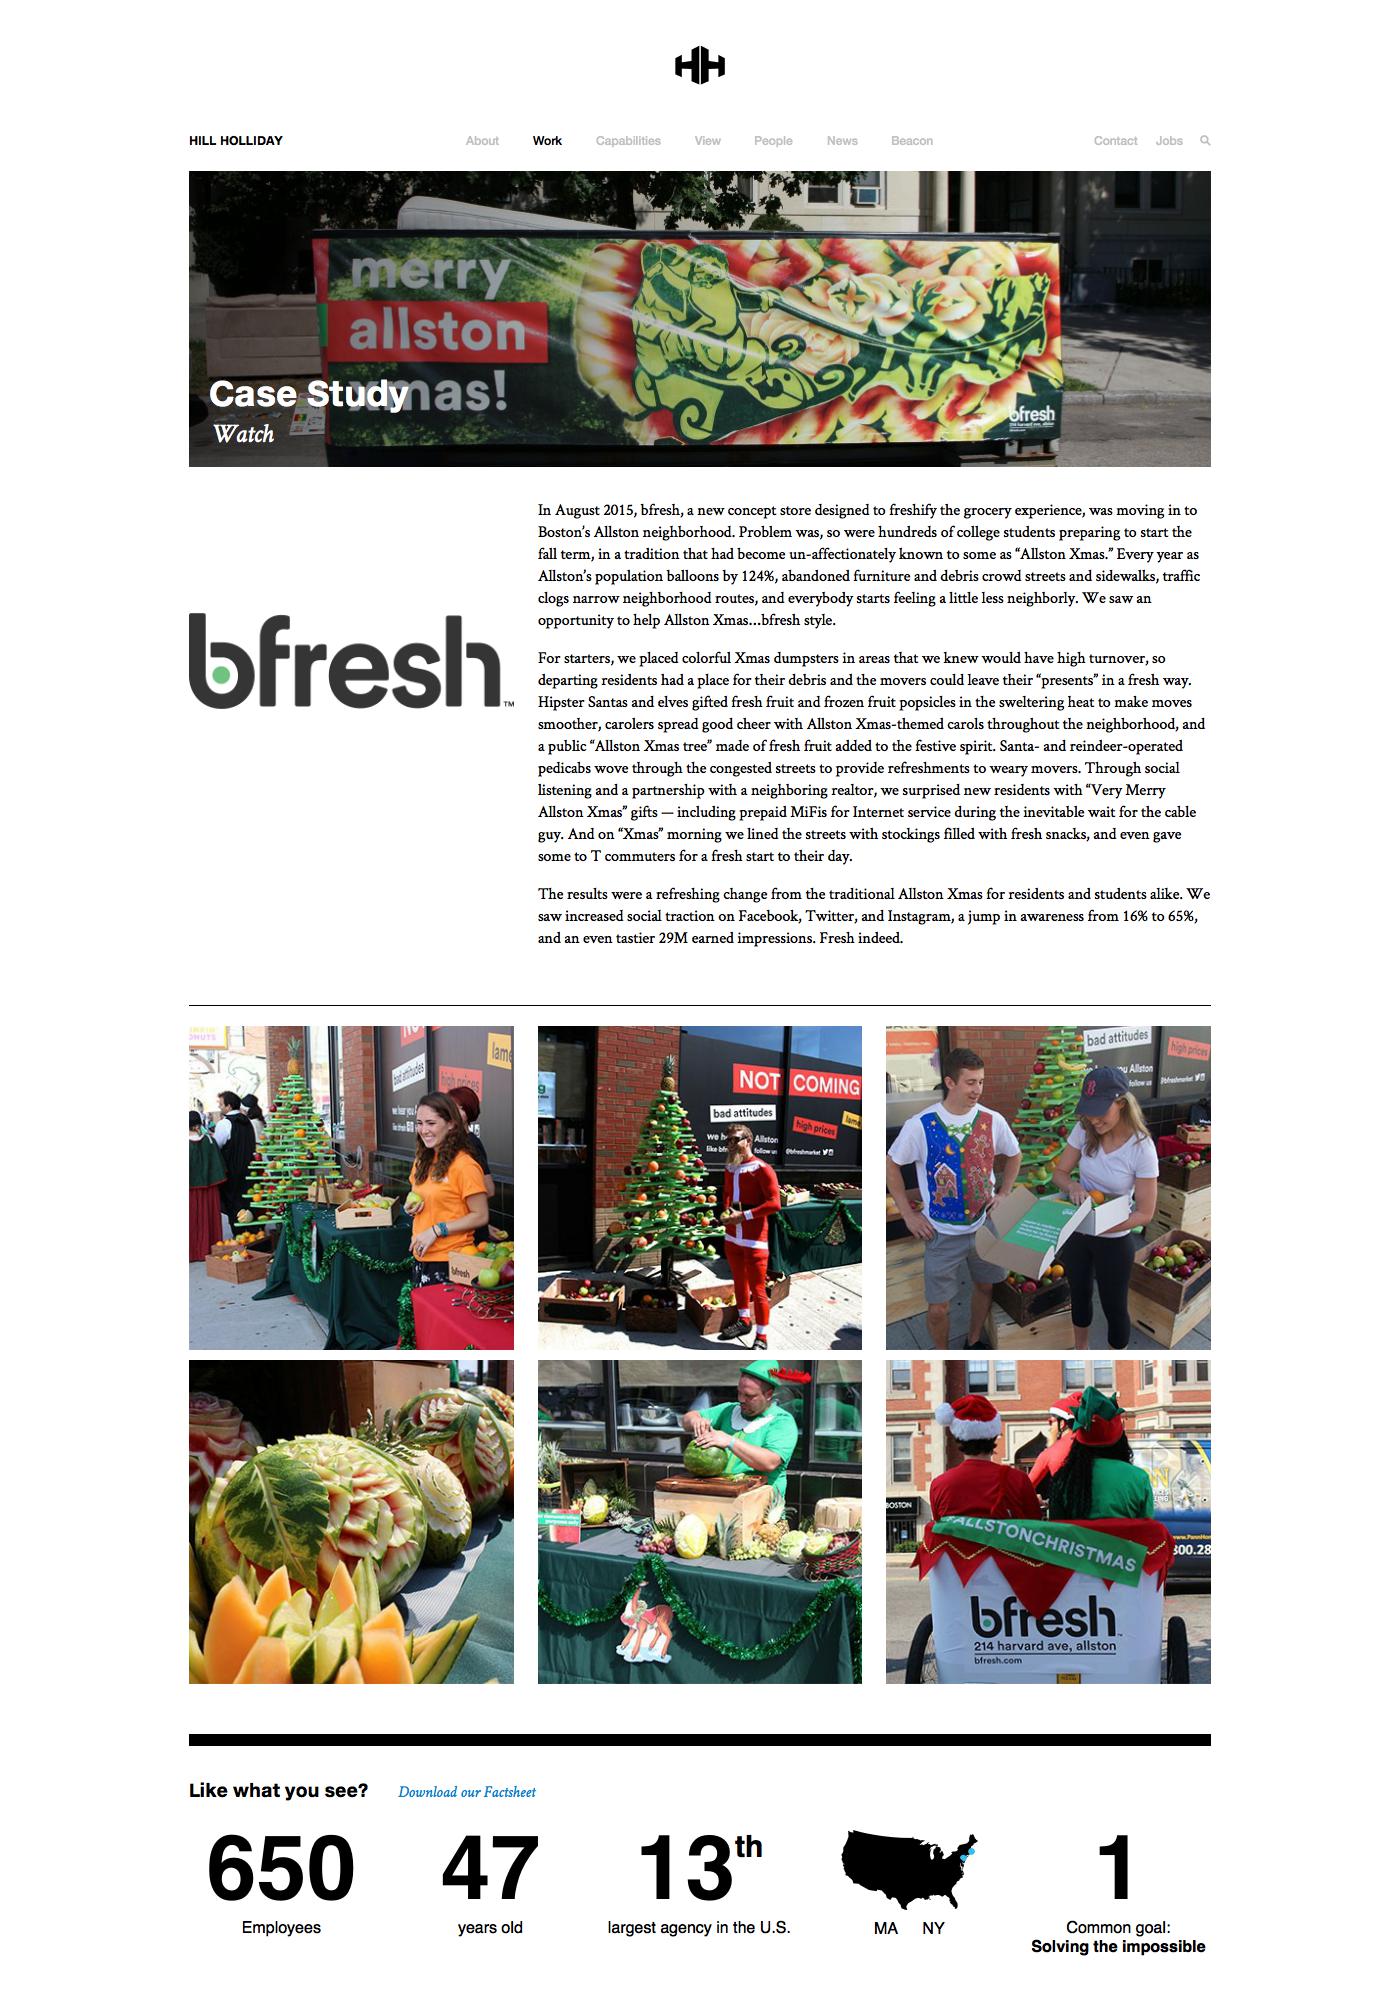 HILL HOLLIDAY
About Work Capabilities View People News Beacon
Contact Jobs
merry
allston
xmas!
Case Study
Watch
bfresh
bfresh™
In August 2015, bfresh, a new concept store designed to freshify the grocery experience, was moving in to
Boston’s Allston neighborhood. Problem was, so were hundreds of college students preparing to start the
fall term, in a tradition that had become un-affectionately known to some as “Allston Xmas.” Every year as
Allston’s population balloons by 124%, abandoned furniture and debris crowd streets and sidewalks, traffic
clogs narrow neighborhood routes, and everybody starts feeling a little less neighborly. We saw an
opportunity to help Allston Xmas...bfresh style.
For starters, we placed colorful Xmas dumpsters in areas that we knew would have high turnover, so
departing residents had a place for their debris and the movers could leave their “presents” in a fresh way.
Hipster Santas and elves gifted fresh fruit and frozen fruit popsicles in the sweltering heat to make moves
smoother, carolers spread good cheer with Allston Xmas-themed carols throughout the neighborhood, and
a public “Allston Xmas tree” made of fresh fruit added to the festive spirit. Santa- and reindeer-operated
pedicabs wove through the congested streets to provide refreshments to weary movers. Through social
listening and a partnership with a neighboring realtor, we surprised new residents with “Very Merry
Allston Xmas” gifts — including prepaid MiFis for Internet service during the inevitable wait for the cable
guy. And on “Xmas” morning we lined the streets with stockings filled with fresh snacks, and even gave
some to T commuters for a fresh start to their day.
The results were a refreshing change from the traditional Allston Xmas for residents and students alike. We
saw increased social traction on Facebook, Twitter, and Instagram, a jump in awareness from 16% to 65%,
and an even tastier 29M earned impressions. Fresh indeed.
bad attitudes
high prices
lame
bfresh
NOT COMING
bad attitudes
high prices
Allston
follow us @bfreshmarket
bad attitudes
high prices
Allston
follow us
BOSTON
ALLSTONCHRISTMAS
bfresh
214 harvard ave, allston
bfresh.com
Like what you see? Download our Factsheet
650 47 13th 1
Employees years old largest agency in the U.S. MA NY Common goal:
Solving the impossible